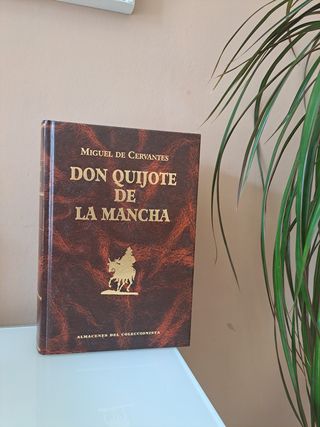 MIGUEL DE CERVANTES
DON QUIJOTE
DE
LA MANCHA
ALMACENES DEL COLECCIONISTA